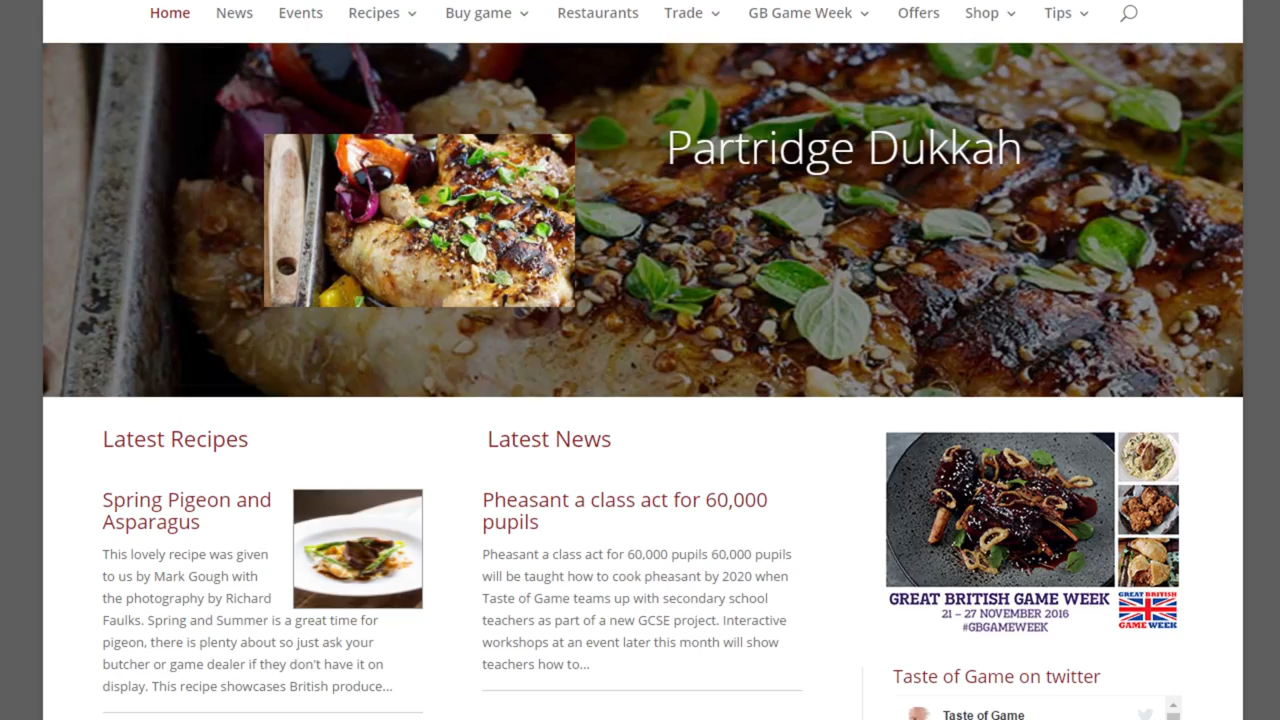 Home News Events Recipes Buy game Restaurants Trade GB Game Week Offers Shop Tips
Partridge Dukkah
Latest Recipes
Spring Pigeon and
Asparagus
This lovely recipe was given
to us by Mark Gough with
the photography by Richard
Faulks. Spring and Summer is a great time for
pigeon, there is plenty about so just ask your
butcher or game dealer if they don't have it on
display. This recipe showcases British produce...
Latest News
Pheasant a class act for 60,000
pupils
Pheasant a class act for 60,000 pupils 60,000 pupils
will be taught how to cook pheasant by 2020 when
Taste of Game teams up with secondary school
teachers as part of a new GCSE project. Interactive
workshops at an event later this month will show
teachers how to...
GREAT BRITISH GAME WEEK
21 – 27 NOVEMBER 2016
#GBGAMEWEEK
GREAT BRITISH
GAME WEEK
Taste of Game on twitter
Taste of Game